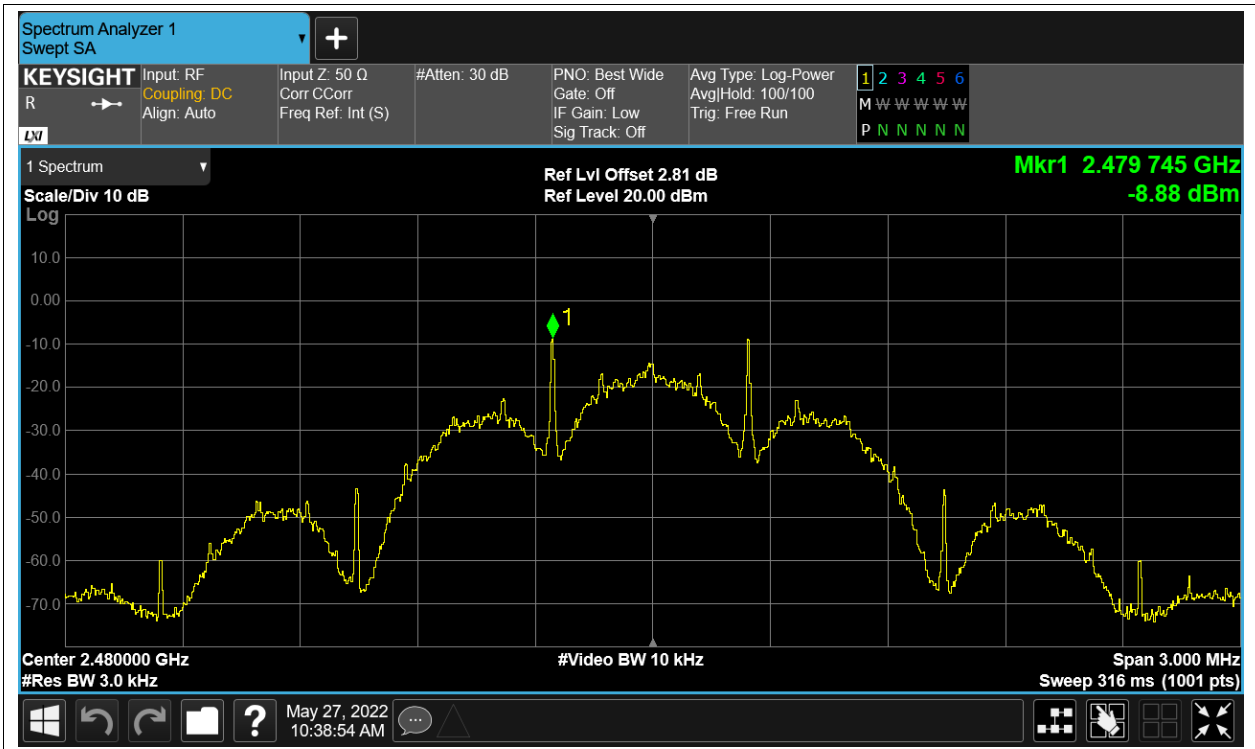 Spectrum Analyzer 1
Swept SA
+
KEYSIGHT
R
LXI
Input: RF
Coupling: DC
Align: Auto
Input Z: 50 Ω
Corr CCorr
Freq Ref: Int (S)
#Atten: 30 dB
PNO: Best Wide
Gate: Off
IF Gain: Low
Sig Track: Off
Avg Type: Log-Power
Avg|Hold: 100/100
Trig: Free Run
1 2 3 4 5 6
M W W W W W
P N N N N N
1 Spectrum
Scale/Div 10 dB
Log
Ref Lvl Offset 2.81 dB
Ref Level 20.00 dBm
Mkr1 2.479 745 GHz
-8.88 dBm
10.0
0.00
1
-10.0
-20.0
-30.0
-40.0
-50.0
-60.0
-70.0
Center 2.480000 GHz
#Video BW 10 kHz
Span 3.000 MHz
#Res BW 3.0 kHz
Sweep 316 ms (1001 pts)
?
May 27, 2022
10:38:54 AM